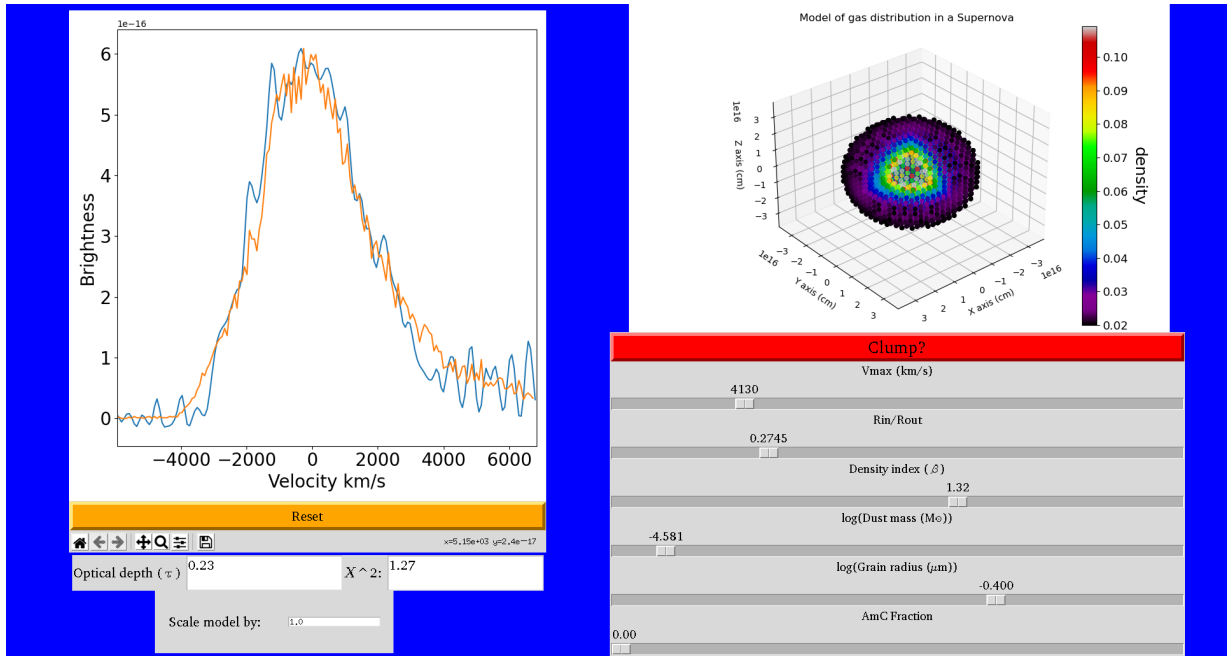 1e−16
6
5
4
3
2
1
0
Brightness
−4000 −2000 0 2000 4000 6000
Velocity km/s
Reset
x=5.15e+03 y=2.4e−17
Optical depth (τ) 0.23 X^2: 1.27
Scale model by: 1.0
Model of gas distribution in a Supernova
1e16
Z axis (cm)
3
2
1
0
−1
−2
−3
1e16
Y axis (cm)
−3 −2 −1 0 1 2 3
X axis (cm)
3 2 1 0 −1 −2 −3
1e16
0.10
0.09
0.08
0.07
0.06
0.05
0.04
0.03
0.02
density
Clump?
Vmax (km/s)
4130
Rin/Rout
0.2745
Density index (β)
1.32
log(Dust mass (M⊙))
-4.581
log(Grain radius (μm))
-0.400
AmC Fraction
0.00